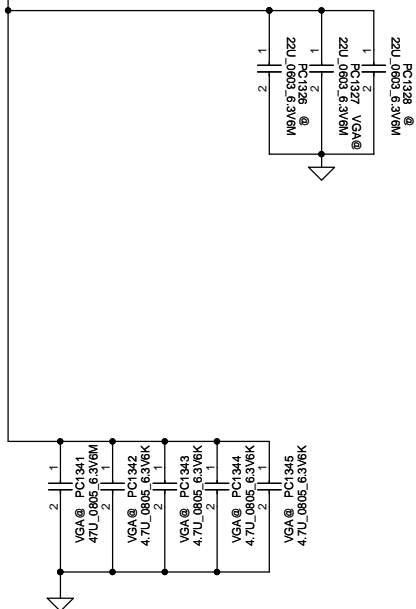 PC1328 @
22U_0603_6.3V6M
1 2
PC1327 VGA@
22U_0603_6.3V6M
1 2
PC1326 @
22U_0603_6.3V6M
1 2
VGA@ PC1345
4.7U_0805_6.3V6K
1 2
VGA@ PC1344
4.7U_0805_6.3V6K
1 2
VGA@ PC1343
4.7U_0805_6.3V6K
1 2
VGA@ PC1342
4.7U_0805_6.3V6K
1 2
VGA@ PC1341
47U_0805_6.3V6M
1 2